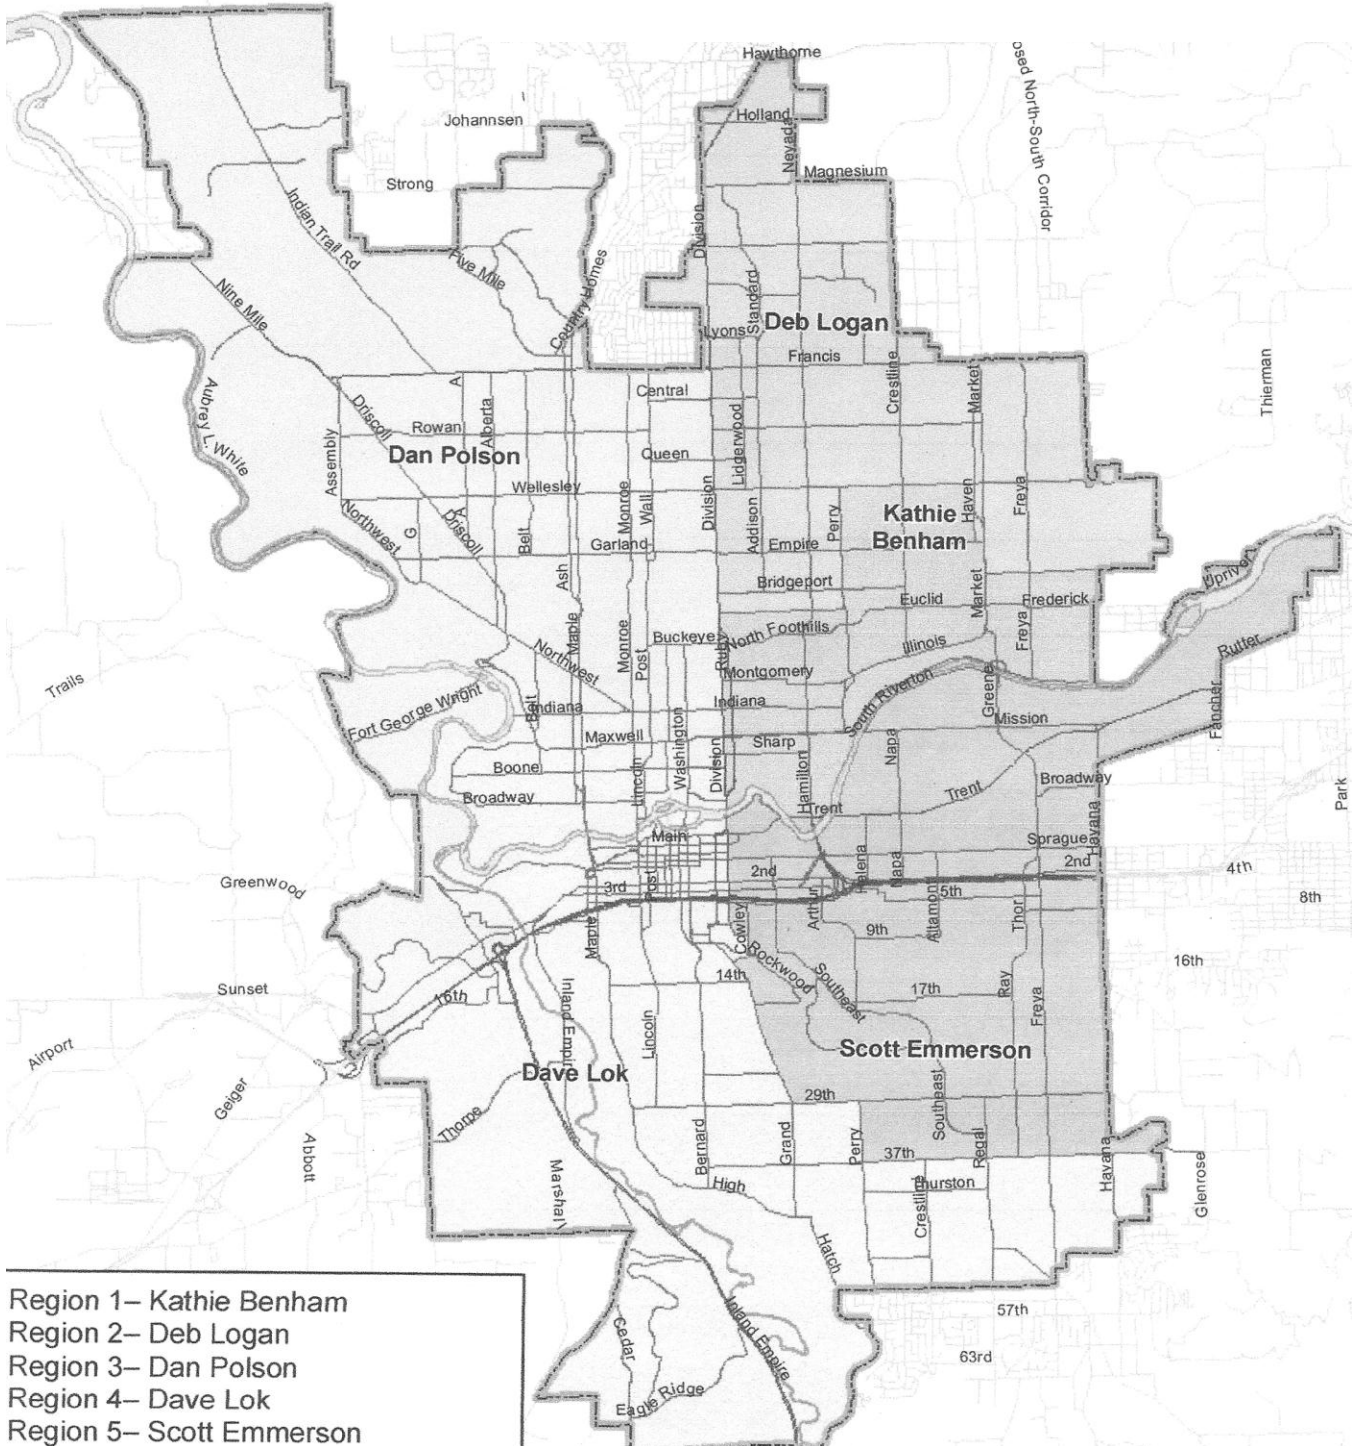 Hawthorne
osed North-South Corridor
Holland
Johannsen
Nevada
Magnesium
Strong
Indian Trail Rd
Division
Five Mile
Country Homes
Nine Mile
Standard
Deb Logan
Lyons
Francis
Crestline
Thierman
Aubrey L. White
A
Central
Market
Driscoll
Alberta
Rowan
Lidgerwood
Assembly
Dan Polson
Queen
Wellesley
Monroe
Wall
Division
Haven
Freya
Kathie
Benham
Northwest
G
A
Driscoll
Belt
Addison
Perry
Garland
Empire
Ash
Bridgeport
Upriver
Euclid
Market
Frederick
Maple
Monroe
Post
Buckeye
Ruby
North Foothills
Illinois
Freya
Northwest
Rutter
Montgomery
Trails
South Riverton
Greene
Fort George Wright
Belt
Indiana
Indiana
Mission
Fancher
Washington
Maxwell
Sharp
Napa
Boone
Lincoln
Division
Hamilton
Broadway
Broadway
Trent
Trent
Park
Main
Sprague
Havana
Greenwood
3rd
Post
2nd
Helena
Napa
2nd
4th
5th
8th
Maple
Cowley
Arthur
9th
Altamont
Thor
Rockwood
14th
Southeast
16th
Sunset
16th
17th
Ray
Freya
Inland Empire
Lincoln
Airport
Scott Emmerson
Dave Lok
Geiger
29th
Southeast
Thorpe
Abbott
Bernard
Grand
Perry
37th
Regal
Havana
Glenrose
Marshall
High
Thurston
Crestline
Hatch
57th
Inland Empire
Cedar
63rd
Eagle Ridge
Region 1– Kathie Benham
Region 2– Deb Logan
Region 3– Dan Polson
Region 4– Dave Lok
Region 5– Scott Emmerson